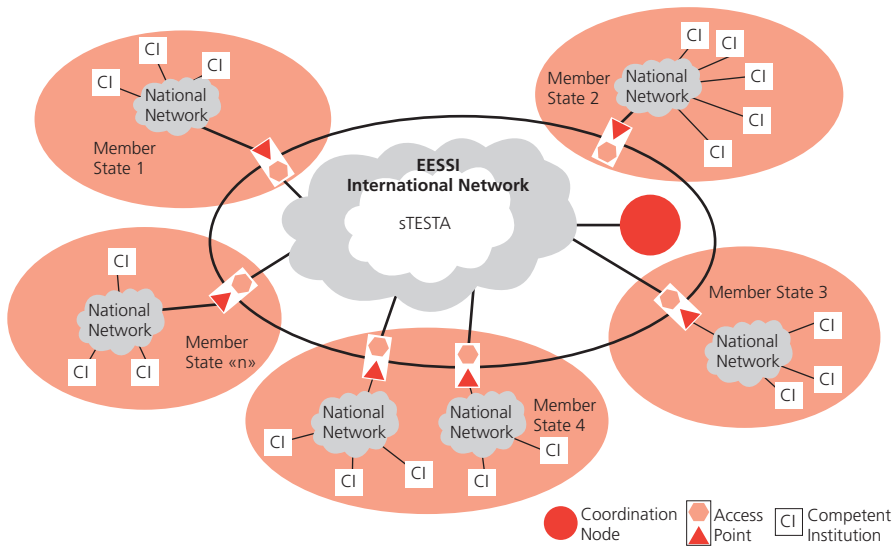 CI
CI
CI
National
Network
Member
State 1
CI
CI
CI
CI
CI
Member
State 2
National
Network
EESSI
International Network
sTESTA
CI
National
Network
CI
CI
Member
State «n»
Member State 3
National
Network
CI
CI
CI
National
Network
CI
CI
CI
National
Network
CI
CI
Member
State 4
Coordination
Node
Access
Point
CI
Competent
Institution